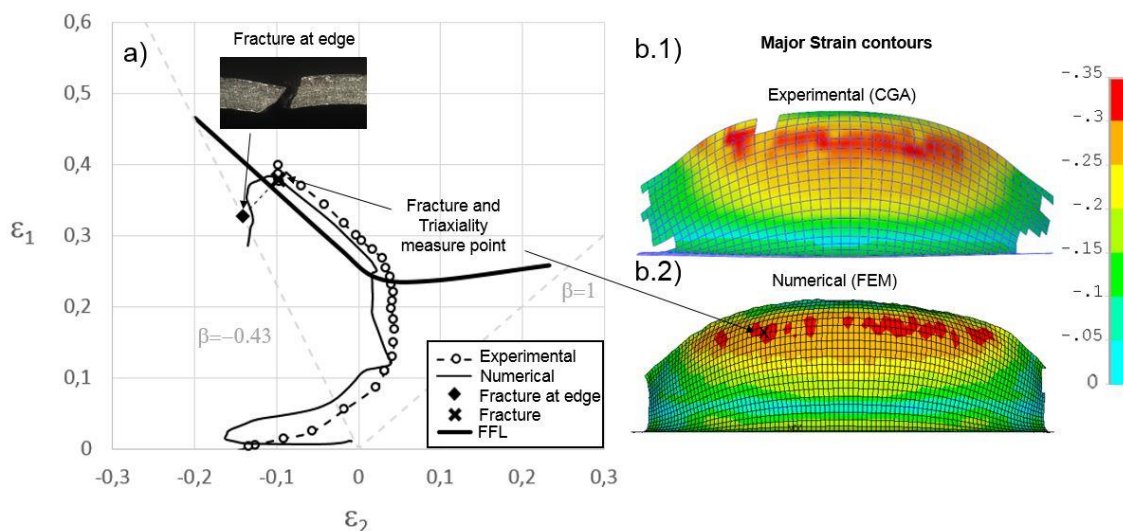 a)
Fracture at edge
0,6
0,5
0,4
0,3
0,2
0,1
0
ε1
-0,3
-0,2
-0,1
0
0,1
0,2
0,3
ε2
Fracture and
Triaxiality
measure point
β=−0.43
β=1
Experimental
Numerical
Fracture at edge
Fracture
FFL
b.1)
Major Strain contours
Experimental (CGA)
b.2)
Numerical (FEM)
-.35
-.3
-.25
-.2
-.15
-.1
-.05
0